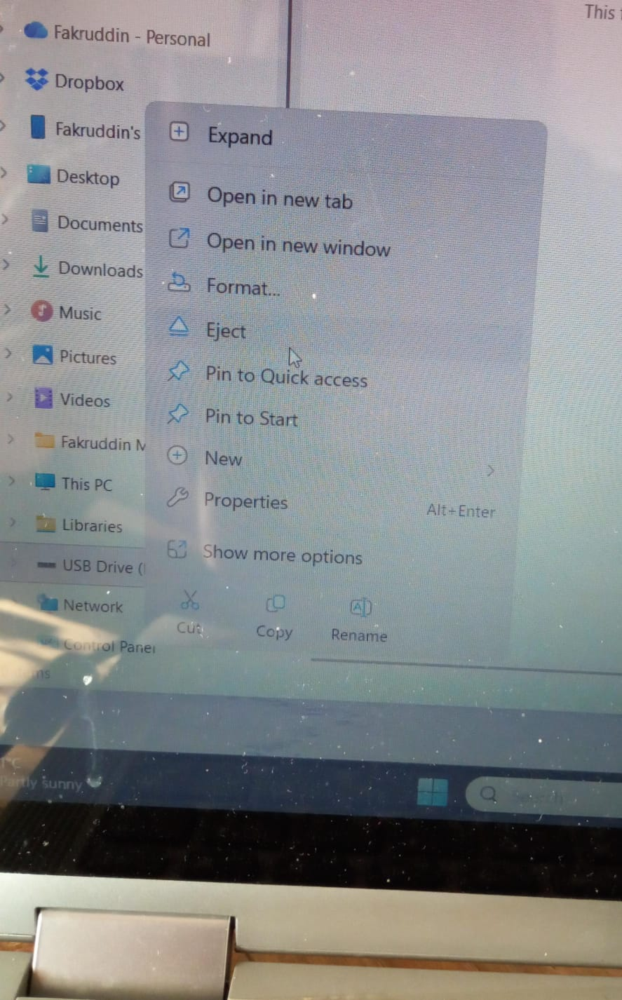 This
Fakruddin - Personal
Dropbox
Fakruddin's
Desktop
Documents
Downloads
Music
Pictures
Videos
Fakruddin M
This PC
Libraries
USB Drive (
Network
Control Panel
Expand
Open in new tab
Open in new window
Format...
Eject
Pin to Quick access
Pin to Start
New
Properties Alt+Enter
Show more options
Cut Copy Rename
Partly sunny
Search